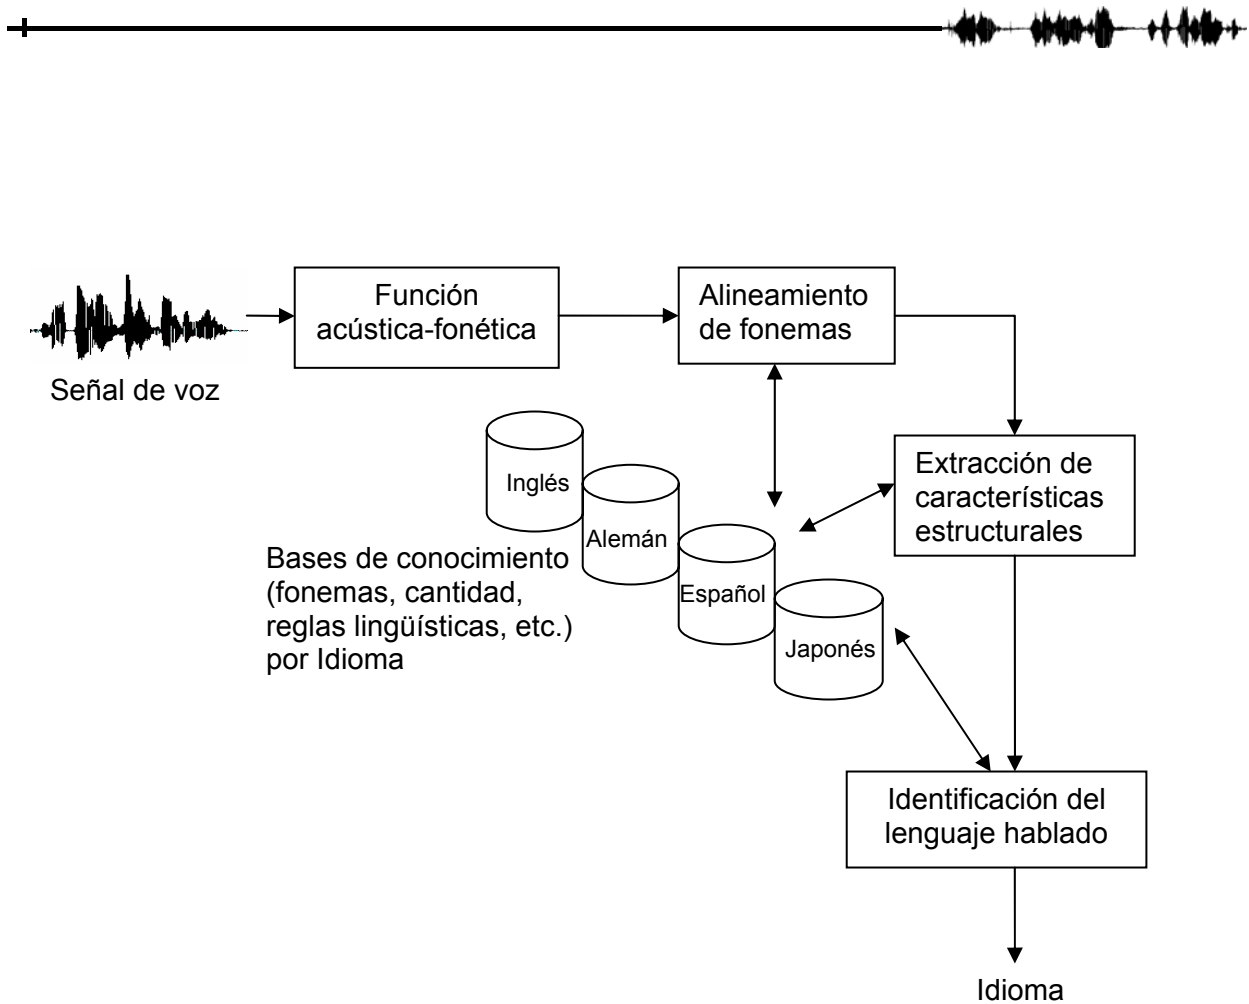 Función
acústica-fonética
Alineamiento
de fonemas
Señal de voz
Extracción de
características
estructurales
Inglés
Alemán
Español
Japonés
Bases de conocimiento
(fonemas, cantidad,
reglas lingüísticas, etc.)
por Idioma
Identificación del
lenguaje hablado
Idioma